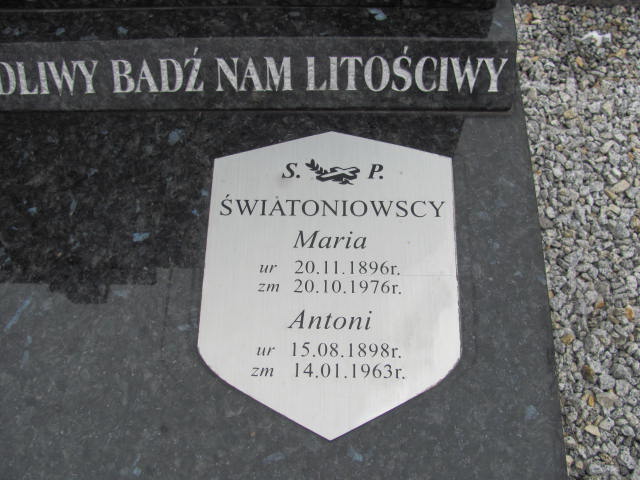 DLIWY BĄDŹ NAM LITOŚCIWY
S. P.
ŚWIATONIOWSCY
Maria
ur 20.11.1896r.
zm 20.10.1976r.
Antoni
ur 15.08.1898r.
zm 14.01.1963r.